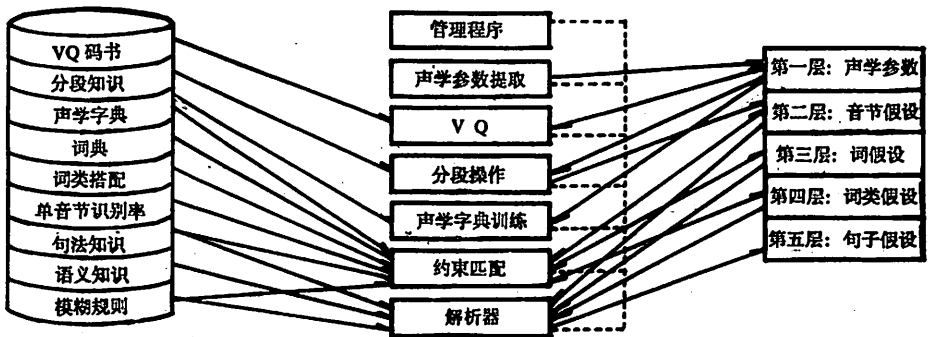 VQ 码书
分段知识
声学字典
词典
词类搭配
单音节识别率
句法知识
语义知识
模糊规则
管理程序
声学参数提取
V Q
分段操作
声学字典训练
约束匹配
解析器
第一层：声学参数
第二层：音节假设
第三层：词假设
第四层：词类假设
第五层：句子假设